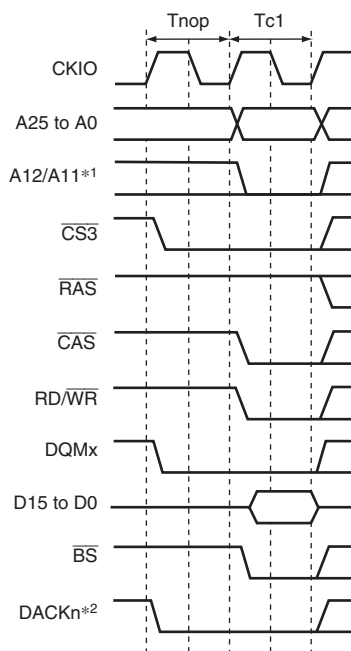 Tnop Tc1
CKIO
A25 to A0
A12/A11*1
CS3
RAS
CAS
RD/WR
DQMx
D15 to D0
BS
DACKn*2